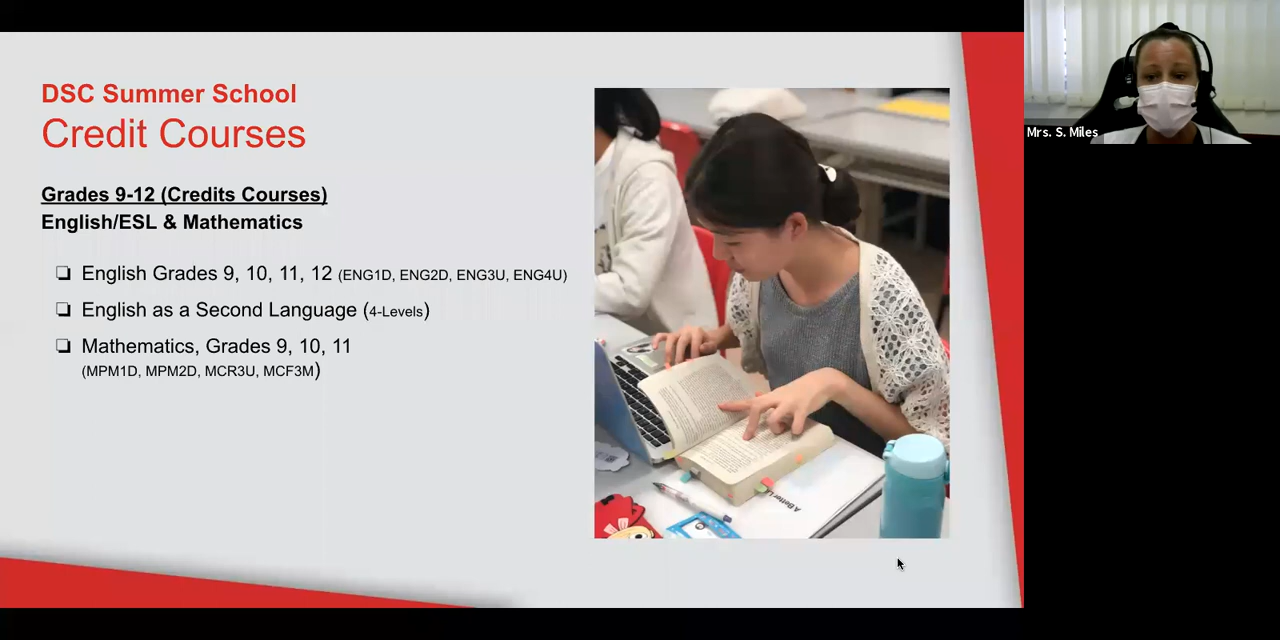 DSC Summer School
Credit Courses
Grades 9-12 (Credits Courses)
English/ESL & Mathematics
❏ English Grades 9, 10, 11, 12 (ENG1D, ENG2D, ENG3U, ENG4U)
❏ English as a Second Language (4-Levels)
❏ Mathematics, Grades 9, 10, 11
(MPM1D, MPM2D, MCR3U, MCF3M)
Mrs. S. Miles